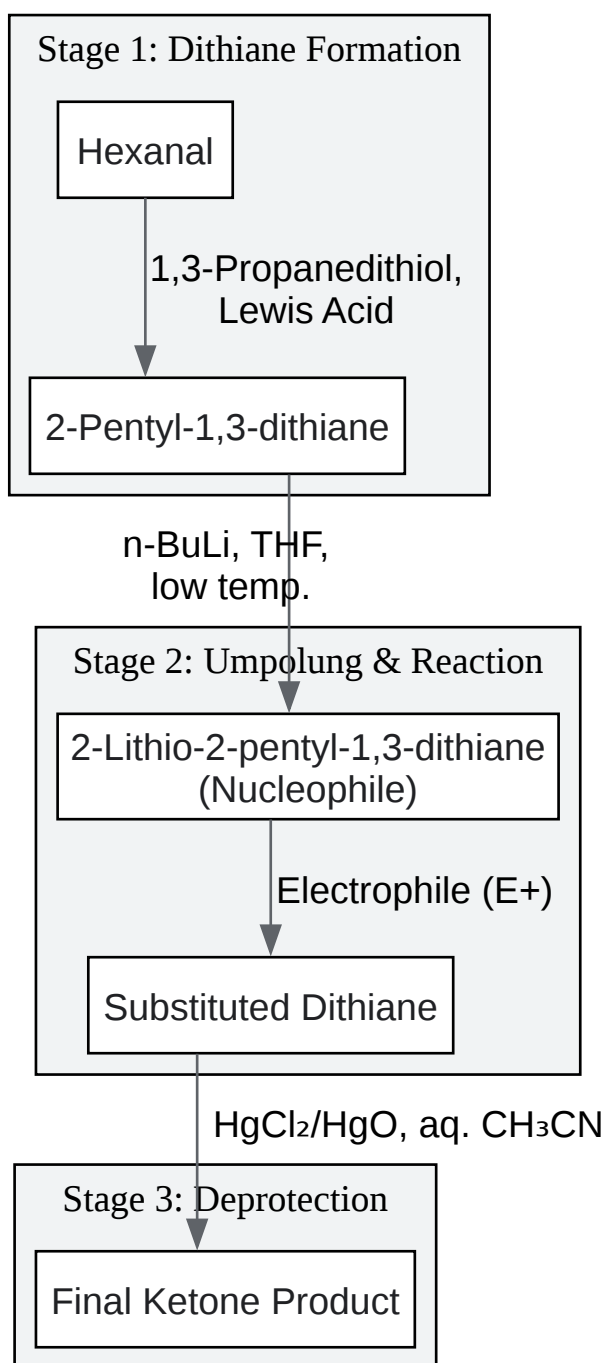 Stage 1: Dithiane Formation
Hexanal
1,3-Propanedithiol,
Lewis Acid
2-Pentyl-1,3-dithiane
n-BuLi, THF,
low temp.
Stage 2: Umpolung & Reaction
2-Lithio-2-pentyl-1,3-dithiane
(Nucleophile)
Electrophile (E+)
Substituted Dithiane
HgCl₂/HgO, aq. CH₃CN
Stage 3: Deprotection
Final Ketone Product